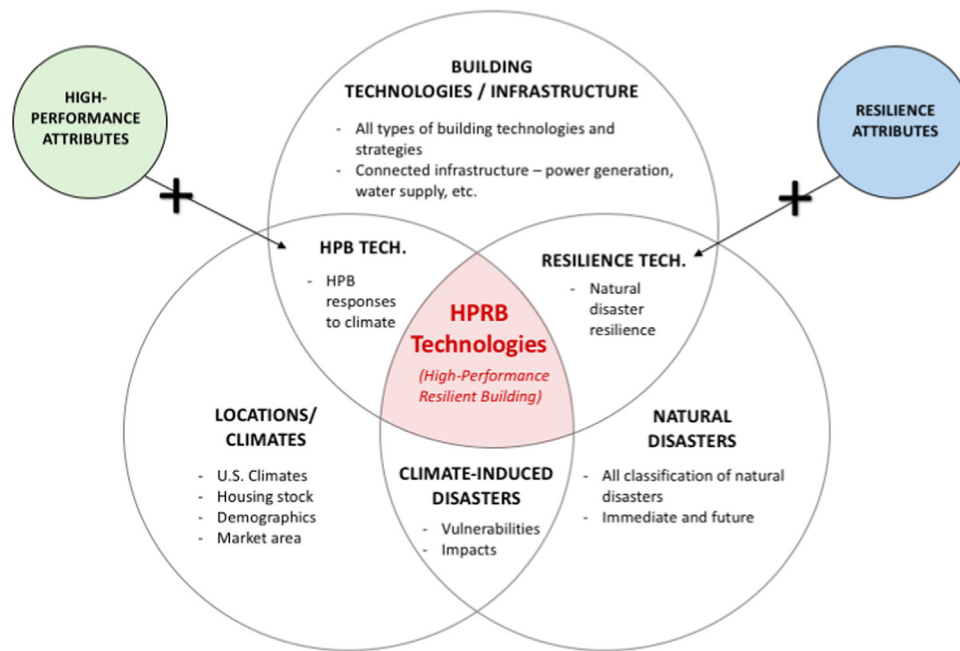 BUILDING
TECHNOLOGIES / INFRASTRUCTURE
- All types of building technologies and
strategies
- Connected infrastructure – power generation,
water supply, etc.
HIGH-
PERFORMANCE
ATTRIBUTES
RESILIENCE
ATTRIBUTES
HPB TECH.
- HPB
responses
to climate
RESILIENCE TECH.
- Natural
disaster
resilience
HPRB
Technologies
(High-Performance
Resilient Building)
LOCATIONS/
CLIMATES
- U.S. Climates
- Housing stock
- Demographics
- Market area
NATURAL
DISASTERS
- All classification of natural
disasters
- Immediate and future
CLIMATE-INDUCED
DISASTERS
- Vulnerabilities
- Impacts